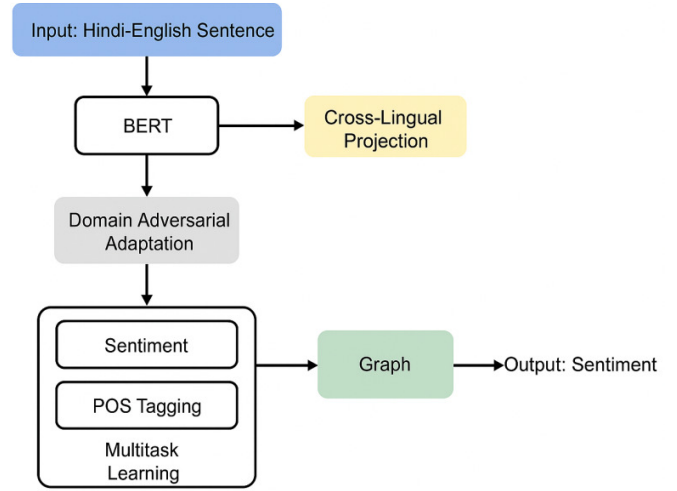 Input: Hindi-English Sentence
BERT
Cross-Lingual
Projection
Domain Adversarial
Adaptation
Sentiment
POS Tagging
Multitask
Learning
Graph
Output: Sentiment